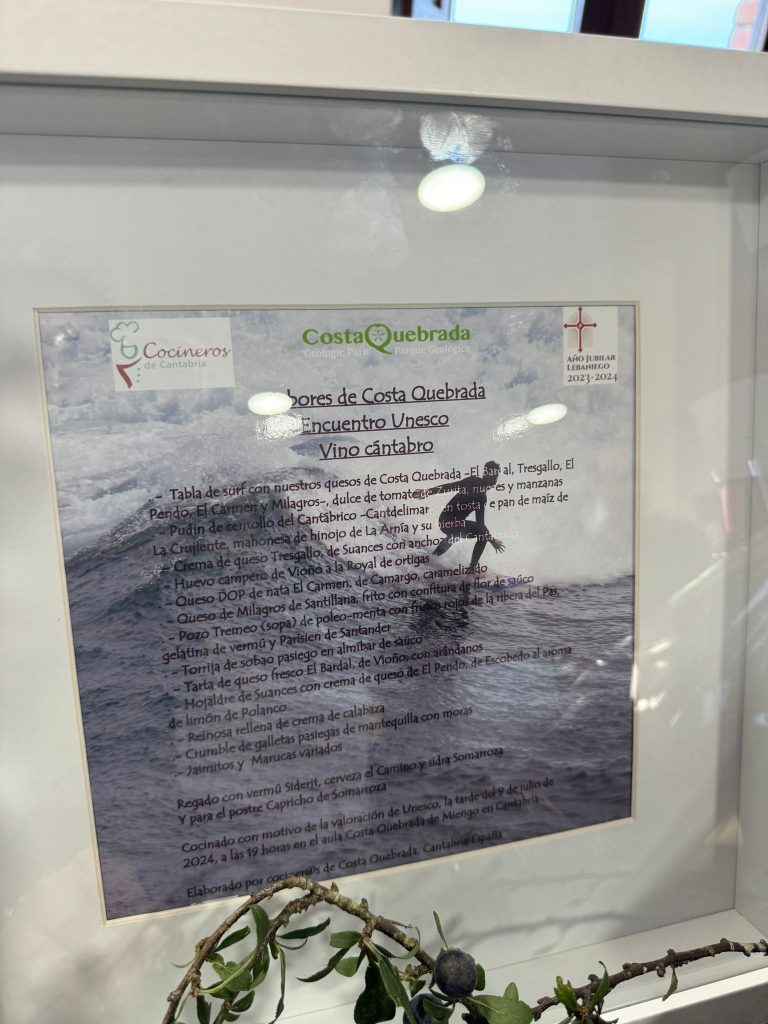 Cocineros
de Cantabria
CostaQuebrada
Geologic Park Parque Geológico
AÑO JUBILAR
LEBANIEGO
2023-2024
bores de Costa Quebrada
Encuentro Unesco
Vino cántabro
- Tabla de surf con nuestros quesos de Costa Quebrada -El Bardal, Tresgallo, El
Pendo, El Carmen y Milagros-, dulce de tomate de nueces y manzanas
- Pudin de centollo del Cantábrico -Cantdelimar en tosta de pan de maíz de
La Crujiente, mahonesa de hinojo de La Arnía y su hierba
- Crema de queso Tresgallo, de Suances con anchoa del Cantábrico
- Huevo campero de Vioño a la Royal de ortigas
- Queso DOP de nata El Carmen, de Camargo, caramelizado
- Queso de Milagros de Santillana, frito con confitura de flor de saúco
- Pozo Tremeo (sopa) de poleo-menta con frutos rojos de la ribera del Pas,
gelatina de vermú y Parisien de Santander
- Torrija de sobao pasiego en almíbar de saúco
- Tarta de queso fresco El Bardal, de Vioño, con arándanos
- Hojaldre de Suances con crema de queso de El Pendo, de Escobedo al aroma
de limón de Polanco
- Reinosa rellena de crema de calabaza
- Crumble de galletas pasiegas de mantequilla con moras
- Jaimitos y Marucas variados
Regado con vermú Siderit, cerveza el Camino y sidra Somarroza
Y para el postre Capricho de Somarroza
Cocinado con motivo de la valoración de Unesco, la tarde del 9 de julio de
2024, a las 19 horas en el aula Costa Quebrada de Miengo en Cantabria
Elaborado por cociner@s de Costa Quebrada, Cantabria España